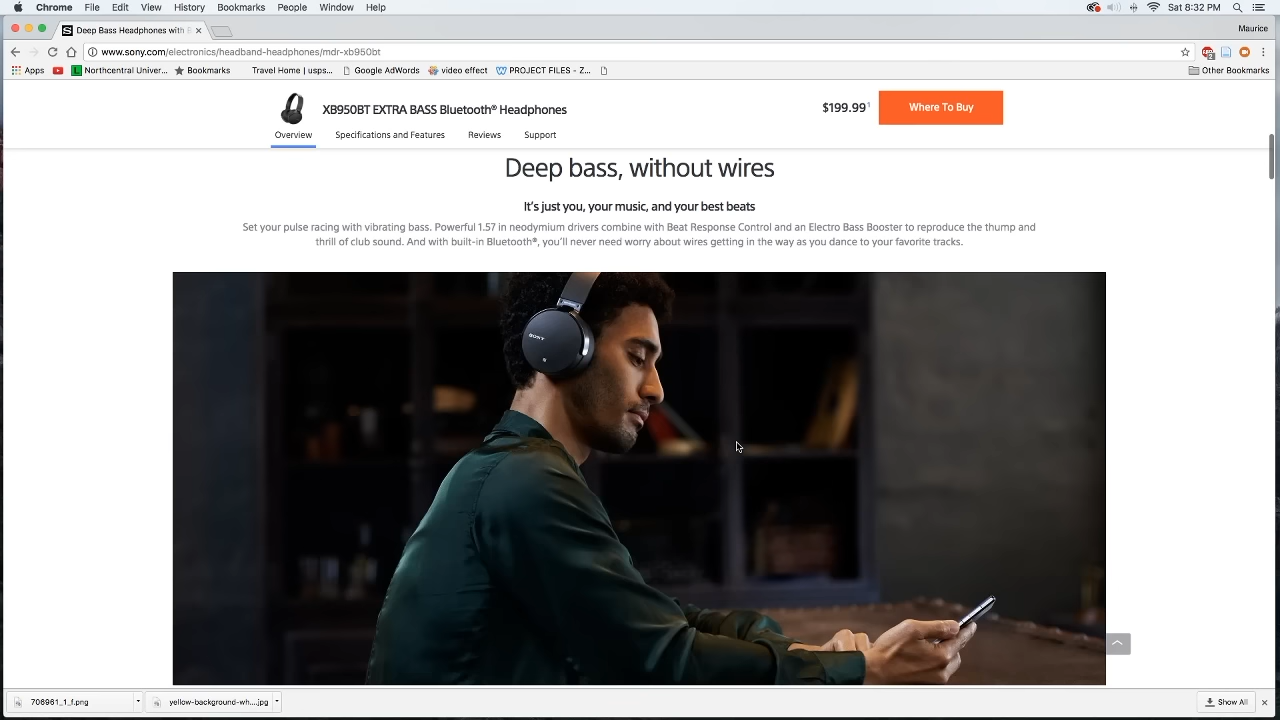 Chrome File Edit View History Bookmarks People Window Help Sat 8:32 PM
Deep Bass Headphones with B Maurice
www.sony.com/electronics/headband-headphones/mdr-xb950bt
Apps Northcentral Univer... Bookmarks Travel Home | usps... Google AdWords video effect PROJECT FILES - Z... Other Bookmarks
XB950BT EXTRA BASS Bluetooth® Headphones $199.99¹ Where To Buy
Overview Specifications and Features Reviews Support
Deep bass, without wires
It's just you, your music, and your best beats
Set your pulse racing with vibrating bass. Powerful 1.57 in neodymium drivers combine with Beat Response Control and an Electro Bass Booster to reproduce the thump and
thrill of club sound. And with built-in Bluetooth®, you'll never need worry about wires getting in the way as you dance to your favorite tracks.
SONY
708961_1_f.png yellow-background-wh....jpg Show All